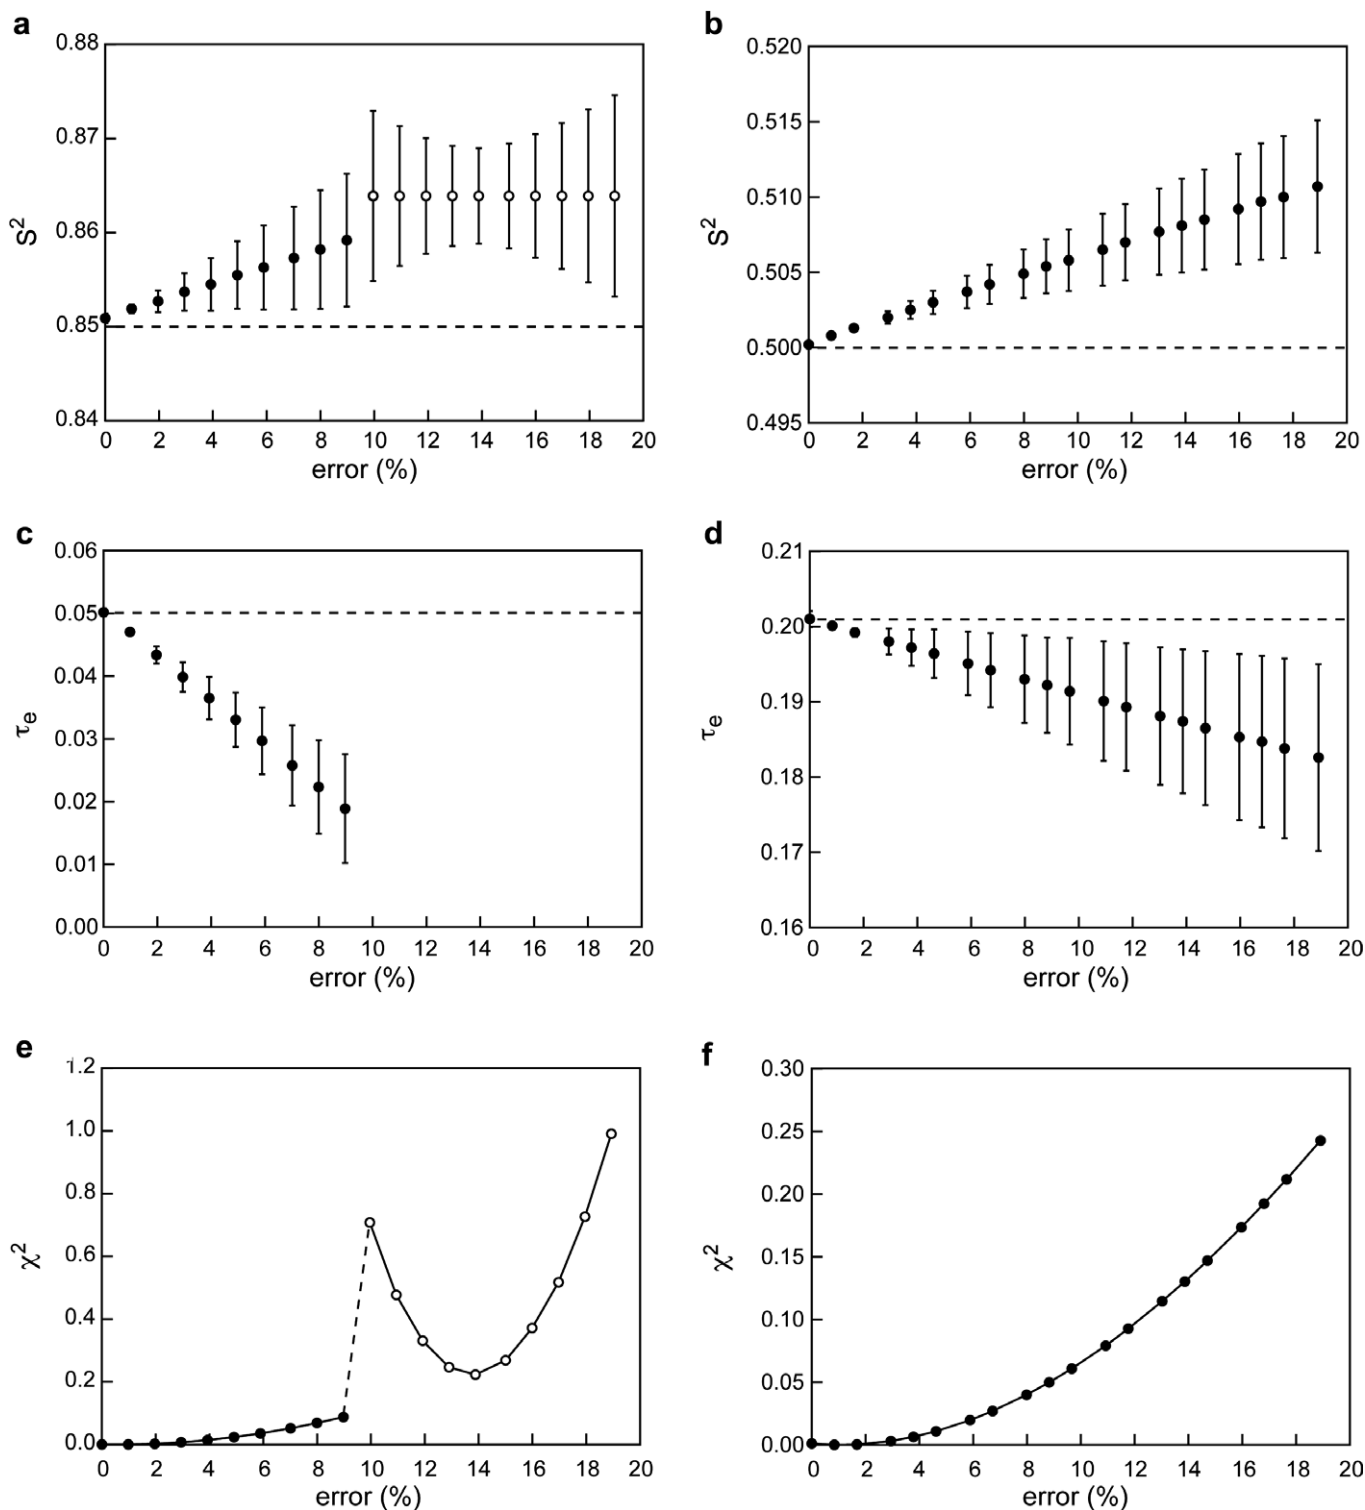 a
0.88
0.87
0.86
0.85
0.84
S²
0 2 4 6 8 10 12 14 16 18 20
error (%)
b
0.520
0.515
0.510
0.505
0.500
0.495
S²
0 2 4 6 8 10 12 14 16 18 20
error (%)
c
0.06
0.05
0.04
0.03
0.02
0.01
0.00
τe
0 2 4 6 8 10 12 14 16 18 20
error (%)
d
0.21
0.20
0.19
0.18
0.17
0.16
τe
0 2 4 6 8 10 12 14 16 18 20
error (%)
e
1.2
1.0
0.8
0.6
0.4
0.2
0.0
χ²
0 2 4 6 8 10 12 14 16 18 20
error (%)
f
0.30
0.25
0.20
0.15
0.10
0.05
0.00
χ²
0 2 4 6 8 10 12 14 16 18 20
error (%)